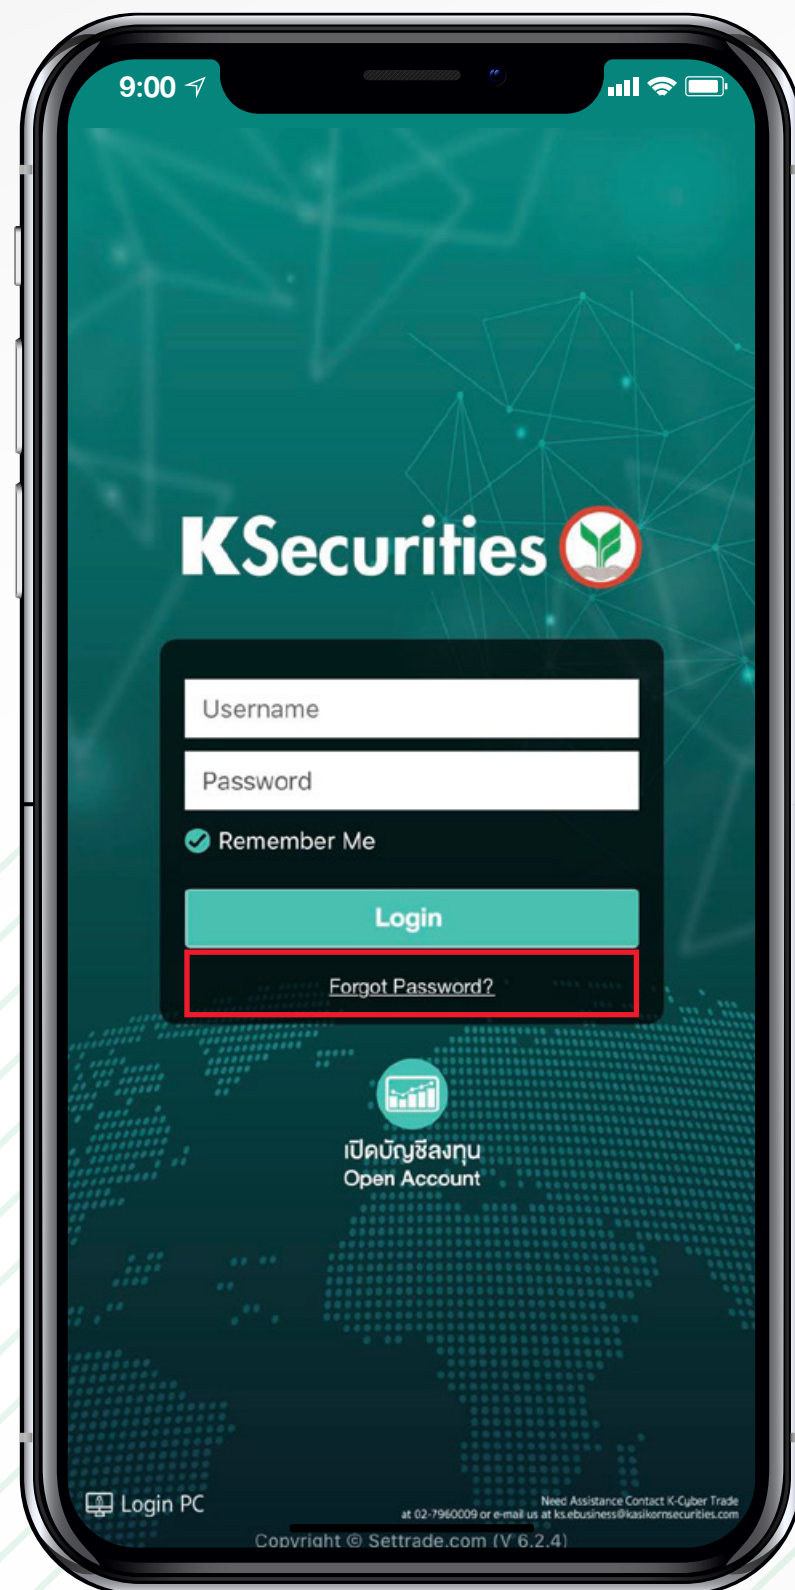 9:00
KSecurities
Username
Password
Remember Me
Login
Forgot Password?
เปิดบัญชีลงทุน
Open Account
Login PC
Need Assistance Contact K-Cyber Trade
at 02-7960009 or e-mail us at ks.ebusiness@kasikornsecurities.com
Copyright © Settrade.com (V 6.2.4)